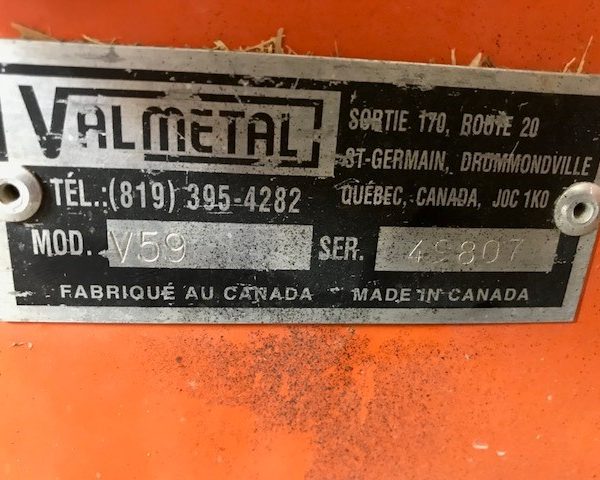 VALMETAL
SORTIE 170, ROUTE 20
ST-GERMAIN, DRUMMONDVILLE
QUÉBEC, CANADA, J0C 1K0
TÉL.:(819) 395-4282
MOD. V59 SER. 49807
FABRIQUÉ AU CANADA MADE IN CANADA